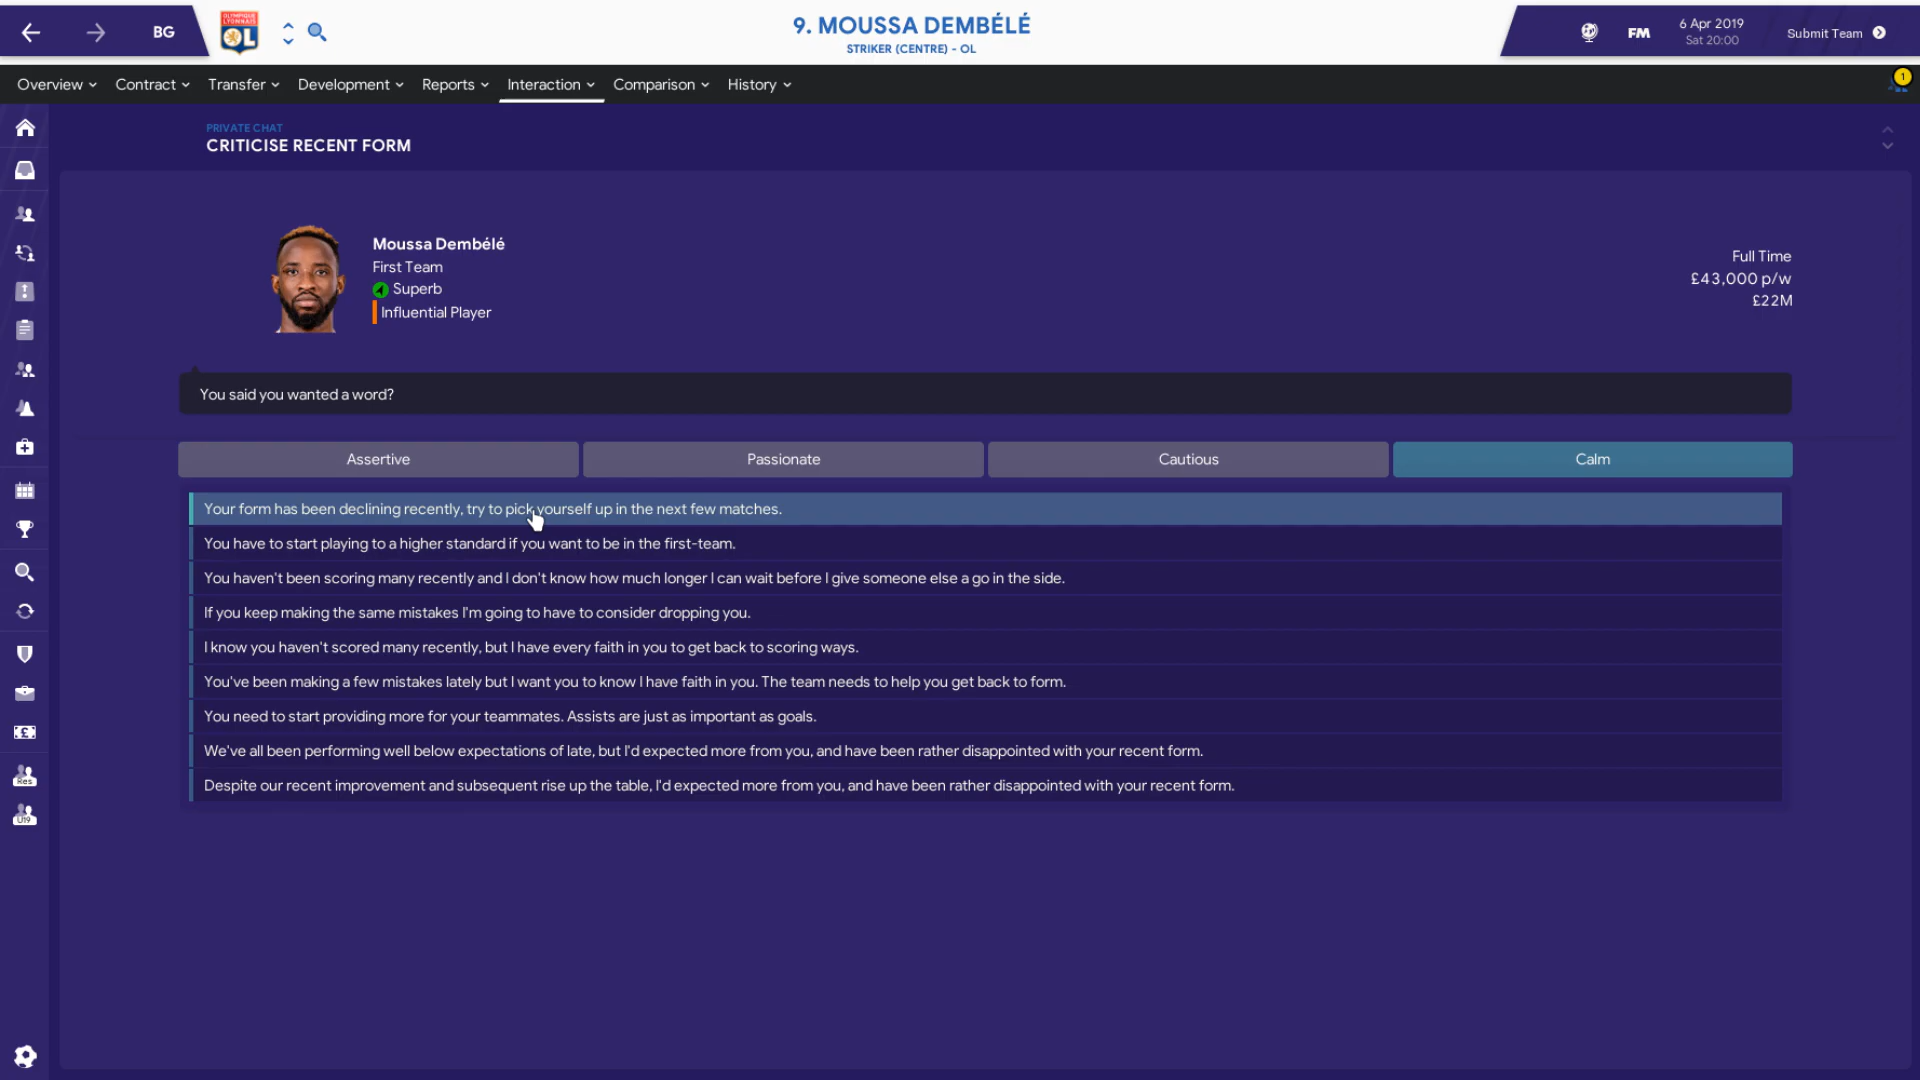 BG
OLYMPIQUE
LYONNAIS
OL
9. MOUSSA DEMBÉLÉ
STRIKER (CENTRE) - OL
FM
6 Apr 2019
Sat 20:00
Submit Team
Overview
Contract
Transfer
Development
Reports
Interaction
Comparison
History
1
PRIVATE CHAT
CRITICISE RECENT FORM
Moussa Dembélé
First Team
Superb
Influential Player
Full Time
£43,000 p/w
£22M
You said you wanted a word?
Assertive
Passionate
Cautious
Calm
Your form has been declining recently, try to pick yourself up in the next few matches.
You have to start playing to a higher standard if you want to be in the first-team.
You haven't been scoring many recently and I don't know how much longer I can wait before I give someone else a go in the side.
If you keep making the same mistakes I'm going to have to consider dropping you.
I know you haven't scored many recently, but I have every faith in you to get back to scoring ways.
You've been making a few mistakes lately but I want you to know I have faith in you. The team needs to help you get back to form.
You need to start providing more for your teammates. Assists are just as important as goals.
We've all been performing well below expectations of late, but I'd expected more from you, and have been rather disappointed with your recent form.
Despite our recent improvement and subsequent rise up the table, I'd expected more from you, and have been rather disappointed with your recent form.
£
Res
U19